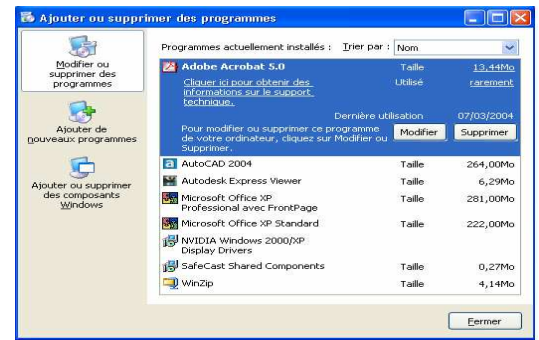 Ajouter ou supprimer des programmes
Modifier ou
supprimer des
programmes
Ajouter de
nouveaux programmes
Ajouter ou supprimer
des composants
Windows
Programmes actuellement installés : Trier par : Nom
Adobe Acrobat 5.0 Taille 13,44Mo
Cliquer ici pour obtenir des Utilisé rarement
informations sur le support
technique.
Dernière utilisation 07/03/2004
Pour modifier ou supprimer ce programme
de votre ordinateur, cliquez sur Modifier ou
Supprimer.
Modifier Supprimer
AutoCAD 2004 Taille 264,00Mo
Autodesk Express Viewer Taille 6,29Mo
Microsoft Office XP Taille 281,00Mo
Professional avec FrontPage
Microsoft Office XP Standard Taille 222,00Mo
NVIDIA Windows 2000/XP
Display Drivers
SafeCast Shared Components Taille 0,27Mo
WinZip Taille 4,14Mo
Fermer